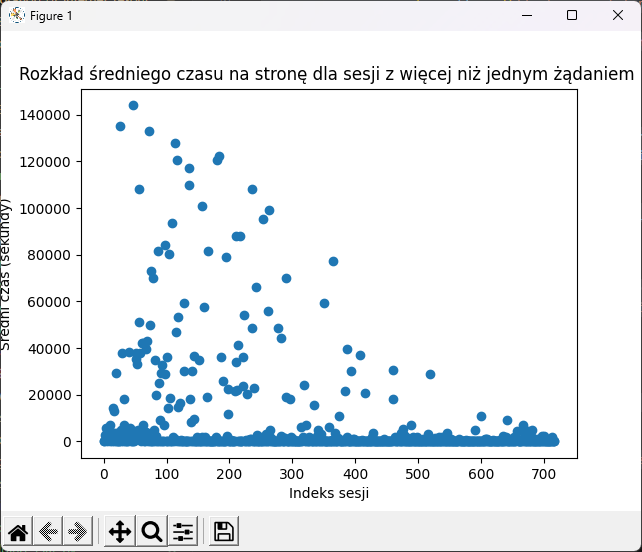 Figure 1
Rozkład średniego czasu na stronę dla sesji z więcej niż jednym żądaniem
140000
120000
100000
80000
60000
40000
20000
0
Średni czas (sekundy)
0 100 200 300 400 500 600 700
Indeks sesji